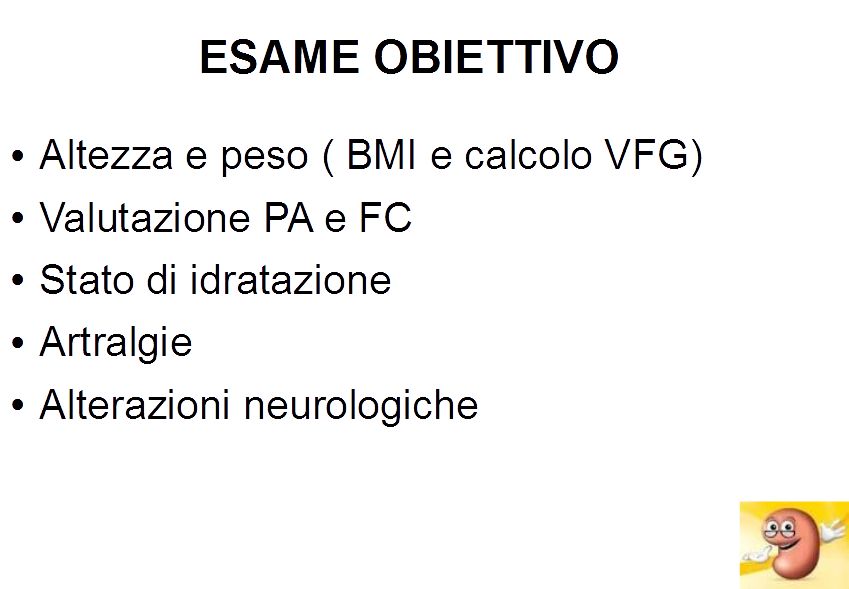 ESAME OBIETTIVO
• Altezza e peso ( BMI e calcolo VFG)
• Valutazione PA e FC
• Stato di idratazione
• Artralgie
• Alterazioni neurologiche